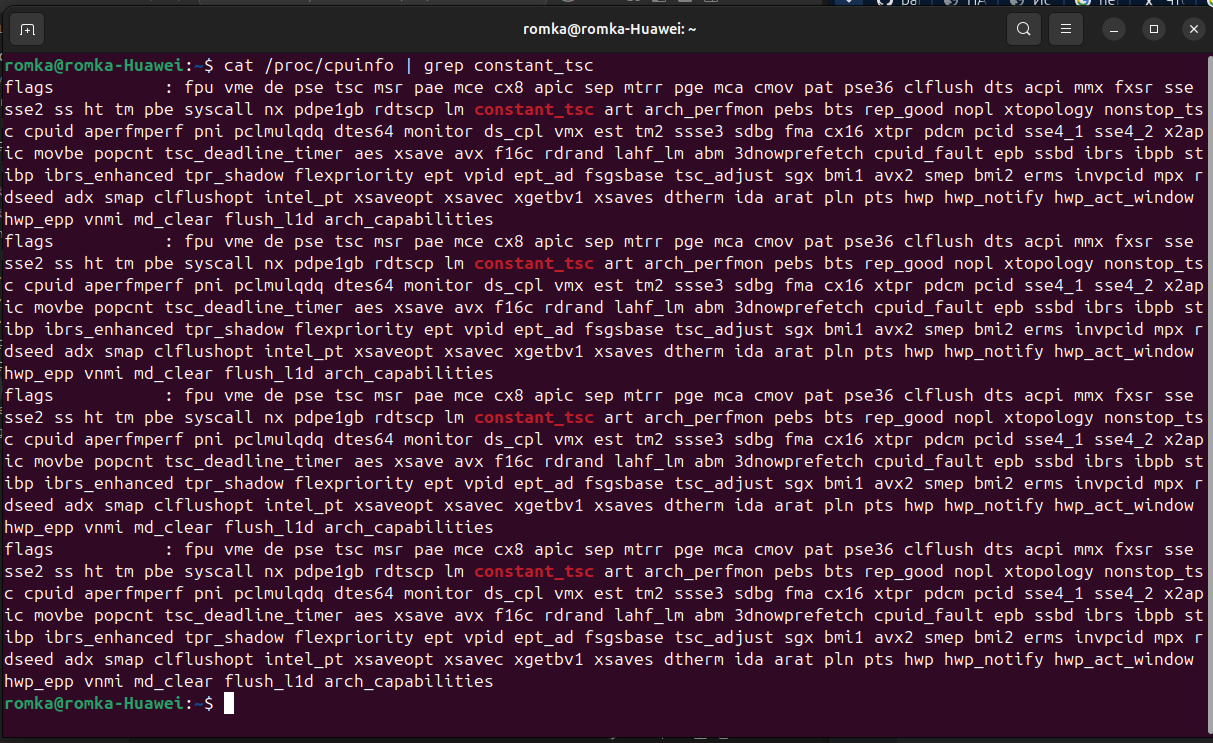 romka@romka-Huawei: ~
romka@romka-Huawei:~$ cat /proc/cpuinfo | grep constant_tsc
flags           : fpu vme de pse tsc msr pae mce cx8 apic sep mtrr pge mca cmov pat pse36 clflush dts acpi mmx fxsr sse
sse2 ss ht tm pbe syscall nx pdpe1gb rdtscp lm constant_tsc art arch_perfmon pebs bts rep_good nopl xtopology nonstop_ts
c cpuid aperfmperf pni pclmulqdq dtes64 monitor ds_cpl vmx est tm2 ssse3 sdbg fma cx16 xtpr pdcm pcid sse4_1 sse4_2 x2ap
ic movbe popcnt tsc_deadline_timer aes xsave avx f16c rdrand lahf_lm abm 3dnowprefetch cpuid_fault epb ssbd ibrs ibpb st
ibp ibrs_enhanced tpr_shadow flexpriority ept vpid ept_ad fsgsbase tsc_adjust sgx bmi1 avx2 smep bmi2 erms invpcid mpx r
dseed adx smap clflushopt intel_pt xsaveopt xsavec xgetbv1 xsaves dtherm ida arat pln pts hwp hwp_notify hwp_act_window
hwp_epp vnmi md_clear flush_l1d arch_capabilities
flags           : fpu vme de pse tsc msr pae mce cx8 apic sep mtrr pge mca cmov pat pse36 clflush dts acpi mmx fxsr sse
sse2 ss ht tm pbe syscall nx pdpe1gb rdtscp lm constant_tsc art arch_perfmon pebs bts rep_good nopl xtopology nonstop_ts
c cpuid aperfmperf pni pclmulqdq dtes64 monitor ds_cpl vmx est tm2 ssse3 sdbg fma cx16 xtpr pdcm pcid sse4_1 sse4_2 x2ap
ic movbe popcnt tsc_deadline_timer aes xsave avx f16c rdrand lahf_lm abm 3dnowprefetch cpuid_fault epb ssbd ibrs ibpb st
ibp ibrs_enhanced tpr_shadow flexpriority ept vpid ept_ad fsgsbase tsc_adjust sgx bmi1 avx2 smep bmi2 erms invpcid mpx r
dseed adx smap clflushopt intel_pt xsaveopt xsavec xgetbv1 xsaves dtherm ida arat pln pts hwp hwp_notify hwp_act_window
hwp_epp vnmi md_clear flush_l1d arch_capabilities
flags           : fpu vme de pse tsc msr pae mce cx8 apic sep mtrr pge mca cmov pat pse36 clflush dts acpi mmx fxsr sse
sse2 ss ht tm pbe syscall nx pdpe1gb rdtscp lm constant_tsc art arch_perfmon pebs bts rep_good nopl xtopology nonstop_ts
c cpuid aperfmperf pni pclmulqdq dtes64 monitor ds_cpl vmx est tm2 ssse3 sdbg fma cx16 xtpr pdcm pcid sse4_1 sse4_2 x2ap
ic movbe popcnt tsc_deadline_timer aes xsave avx f16c rdrand lahf_lm abm 3dnowprefetch cpuid_fault epb ssbd ibrs ibpb st
ibp ibrs_enhanced tpr_shadow flexpriority ept vpid ept_ad fsgsbase tsc_adjust sgx bmi1 avx2 smep bmi2 erms invpcid mpx r
dseed adx smap clflushopt intel_pt xsaveopt xsavec xgetbv1 xsaves dtherm ida arat pln pts hwp hwp_notify hwp_act_window
hwp_epp vnmi md_clear flush_l1d arch_capabilities
flags           : fpu vme de pse tsc msr pae mce cx8 apic sep mtrr pge mca cmov pat pse36 clflush dts acpi mmx fxsr sse
sse2 ss ht tm pbe syscall nx pdpe1gb rdtscp lm constant_tsc art arch_perfmon pebs bts rep_good nopl xtopology nonstop_ts
c cpuid aperfmperf pni pclmulqdq dtes64 monitor ds_cpl vmx est tm2 ssse3 sdbg fma cx16 xtpr pdcm pcid sse4_1 sse4_2 x2ap
ic movbe popcnt tsc_deadline_timer aes xsave avx f16c rdrand lahf_lm abm 3dnowprefetch cpuid_fault epb ssbd ibrs ibpb st
ibp ibrs_enhanced tpr_shadow flexpriority ept vpid ept_ad fsgsbase tsc_adjust sgx bmi1 avx2 smep bmi2 erms invpcid mpx r
dseed adx smap clflushopt intel_pt xsaveopt xsavec xgetbv1 xsaves dtherm ida arat pln pts hwp hwp_notify hwp_act_window
hwp_epp vnmi md_clear flush_l1d arch_capabilities
romka@romka-Huawei:~$